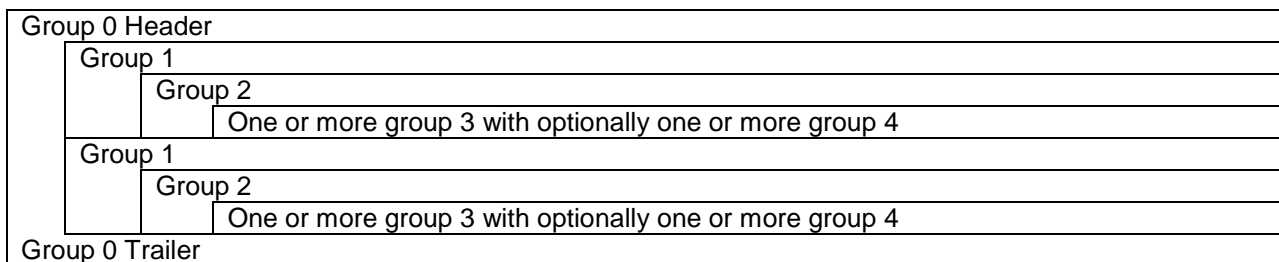 Group 0 Header
Group 1
Group 2
One or more group 3 with optionally one or more group 4
Group 1
Group 2
One or more group 3 with optionally one or more group 4
Group 0 Trailer